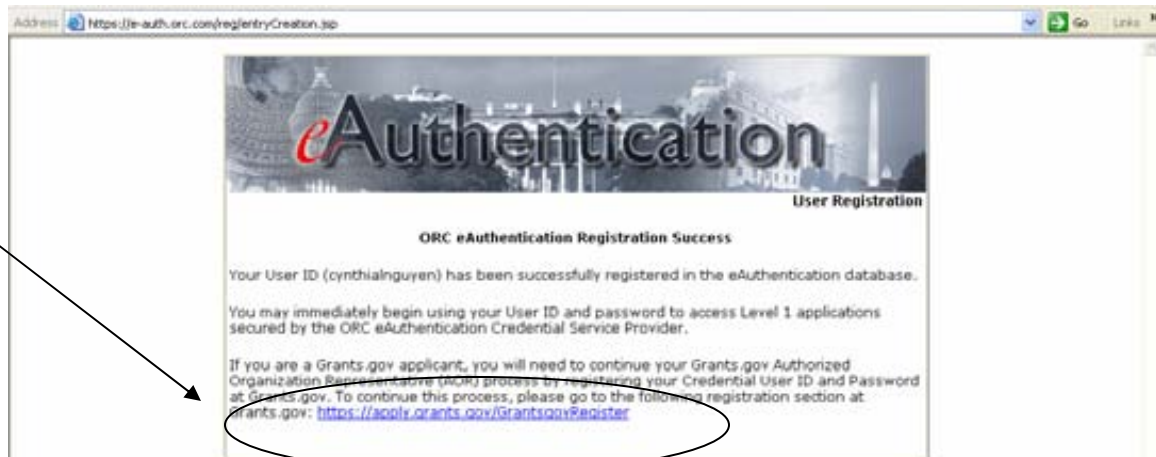 Address https://e-auth.orc.com/reg/entryCreation.jsp Go Links
eAuthentication
User Registration
ORC eAuthentication Registration Success
Your User ID (cynthialnguyen) has been successfully registered in the eAuthentication database.
You may immediately begin using your User ID and password to access Level 1 applications
secured by the ORC eAuthentication Credential Service Provider.
If you are a Grants.gov applicant, you will need to continue your Grants.gov Authorized
Organization Representative (AOR) process by registering your Credential User ID and Password
at Grants.gov. To continue this process, please go to the following registration section at
Grants.gov: https://apply.grants.gov/GrantsgovRegister